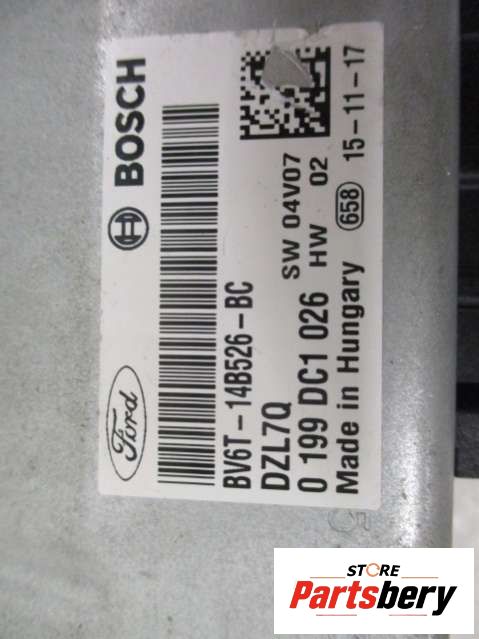 BOSCH
Ford
BV6T-14B526-BC
DZL7Q
SW 04V07
0 199 DC1 026
HW 02
Made in Hungary
658
15-11-17
STORE
Partsbery